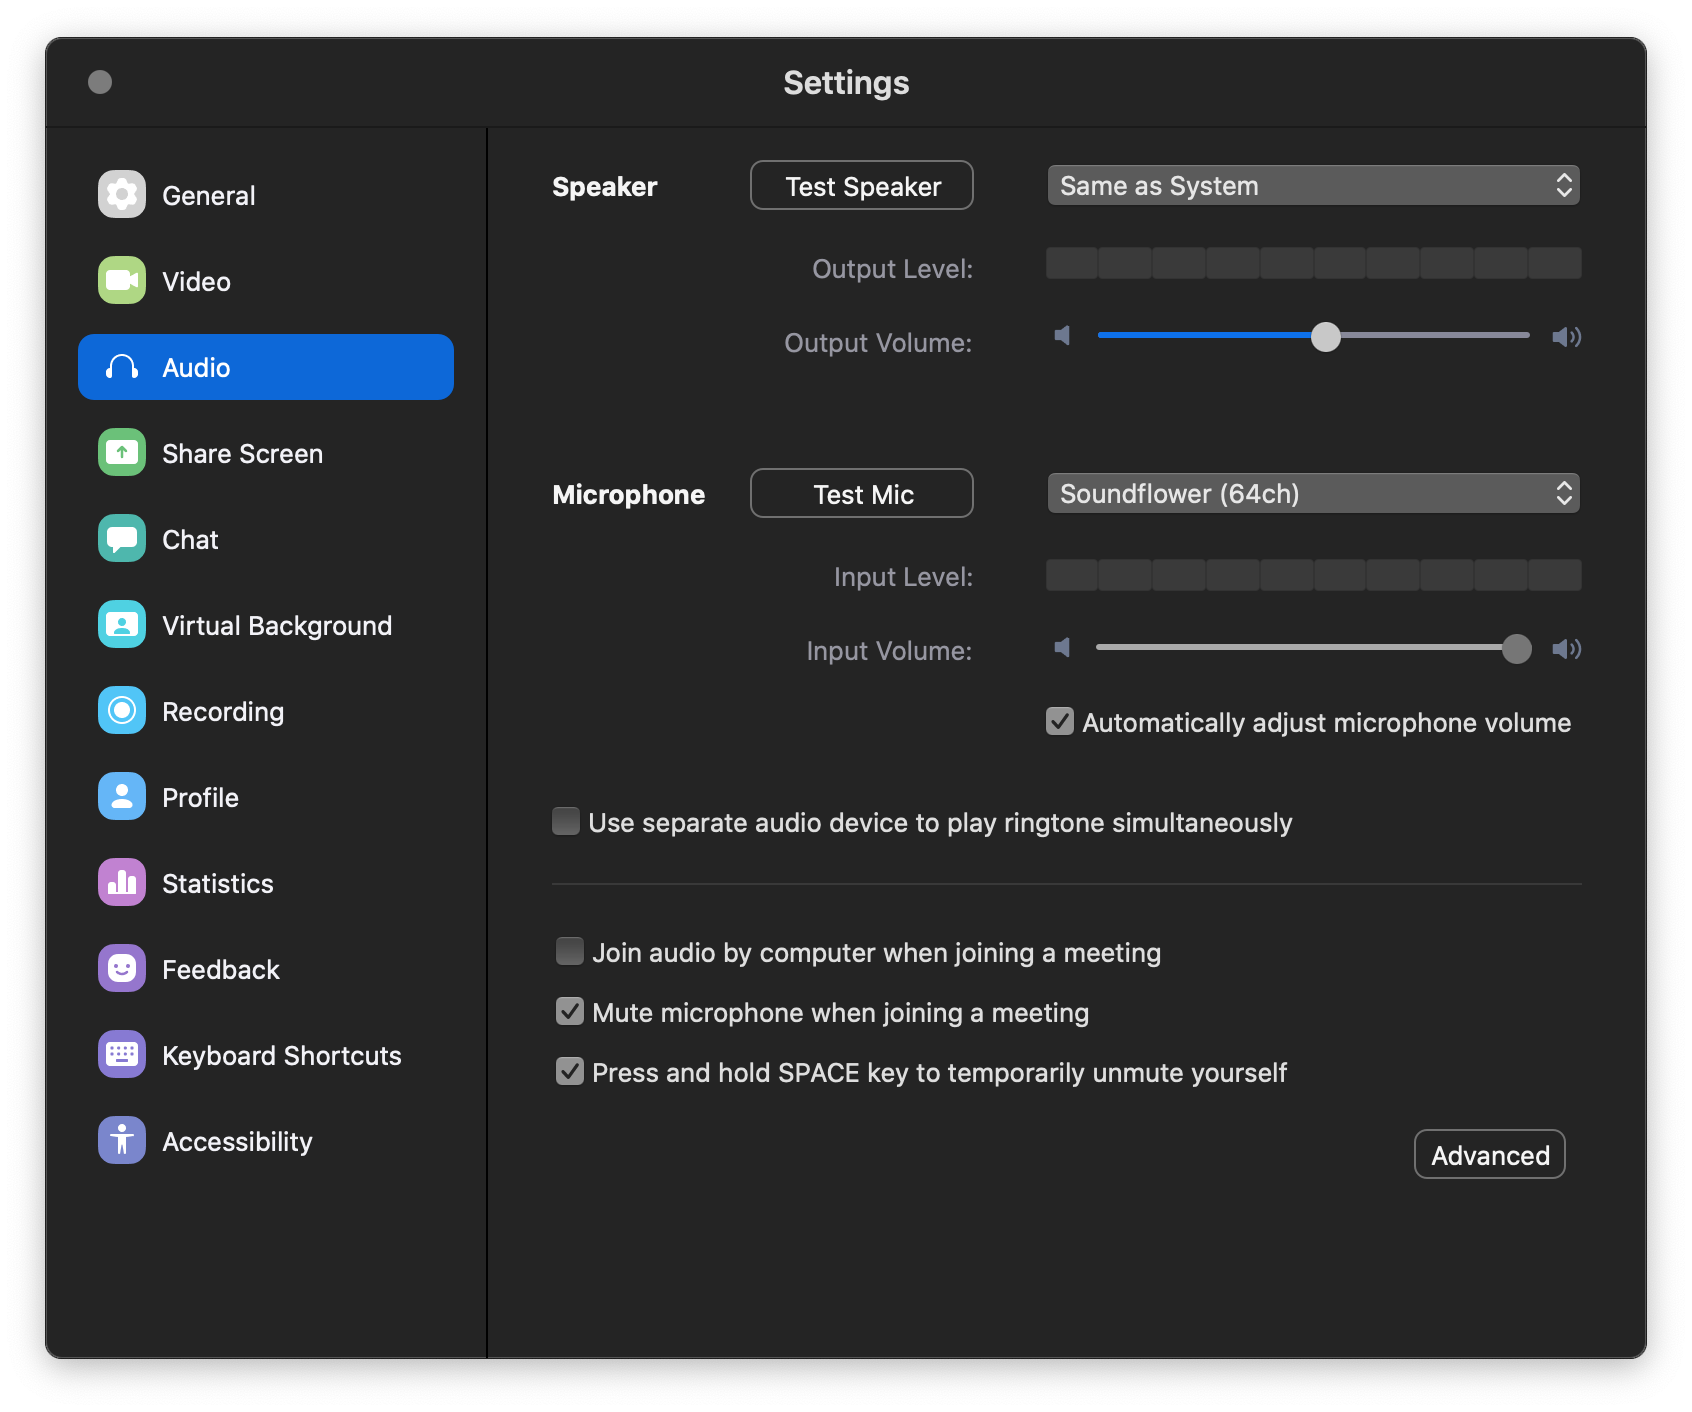 Settings
General
Video
Audio
Share Screen
Chat
Virtual Background
Recording
Profile
Statistics
Feedback
Keyboard Shortcuts
Accessibility
Speaker Test Speaker Same as System
Output Level:
Output Volume:
Microphone Test Mic Soundflower (64ch)
Input Level:
Input Volume:
Automatically adjust microphone volume
Use separate audio device to play ringtone simultaneously
Join audio by computer when joining a meeting
Mute microphone when joining a meeting
Press and hold SPACE key to temporarily unmute yourself
Advanced